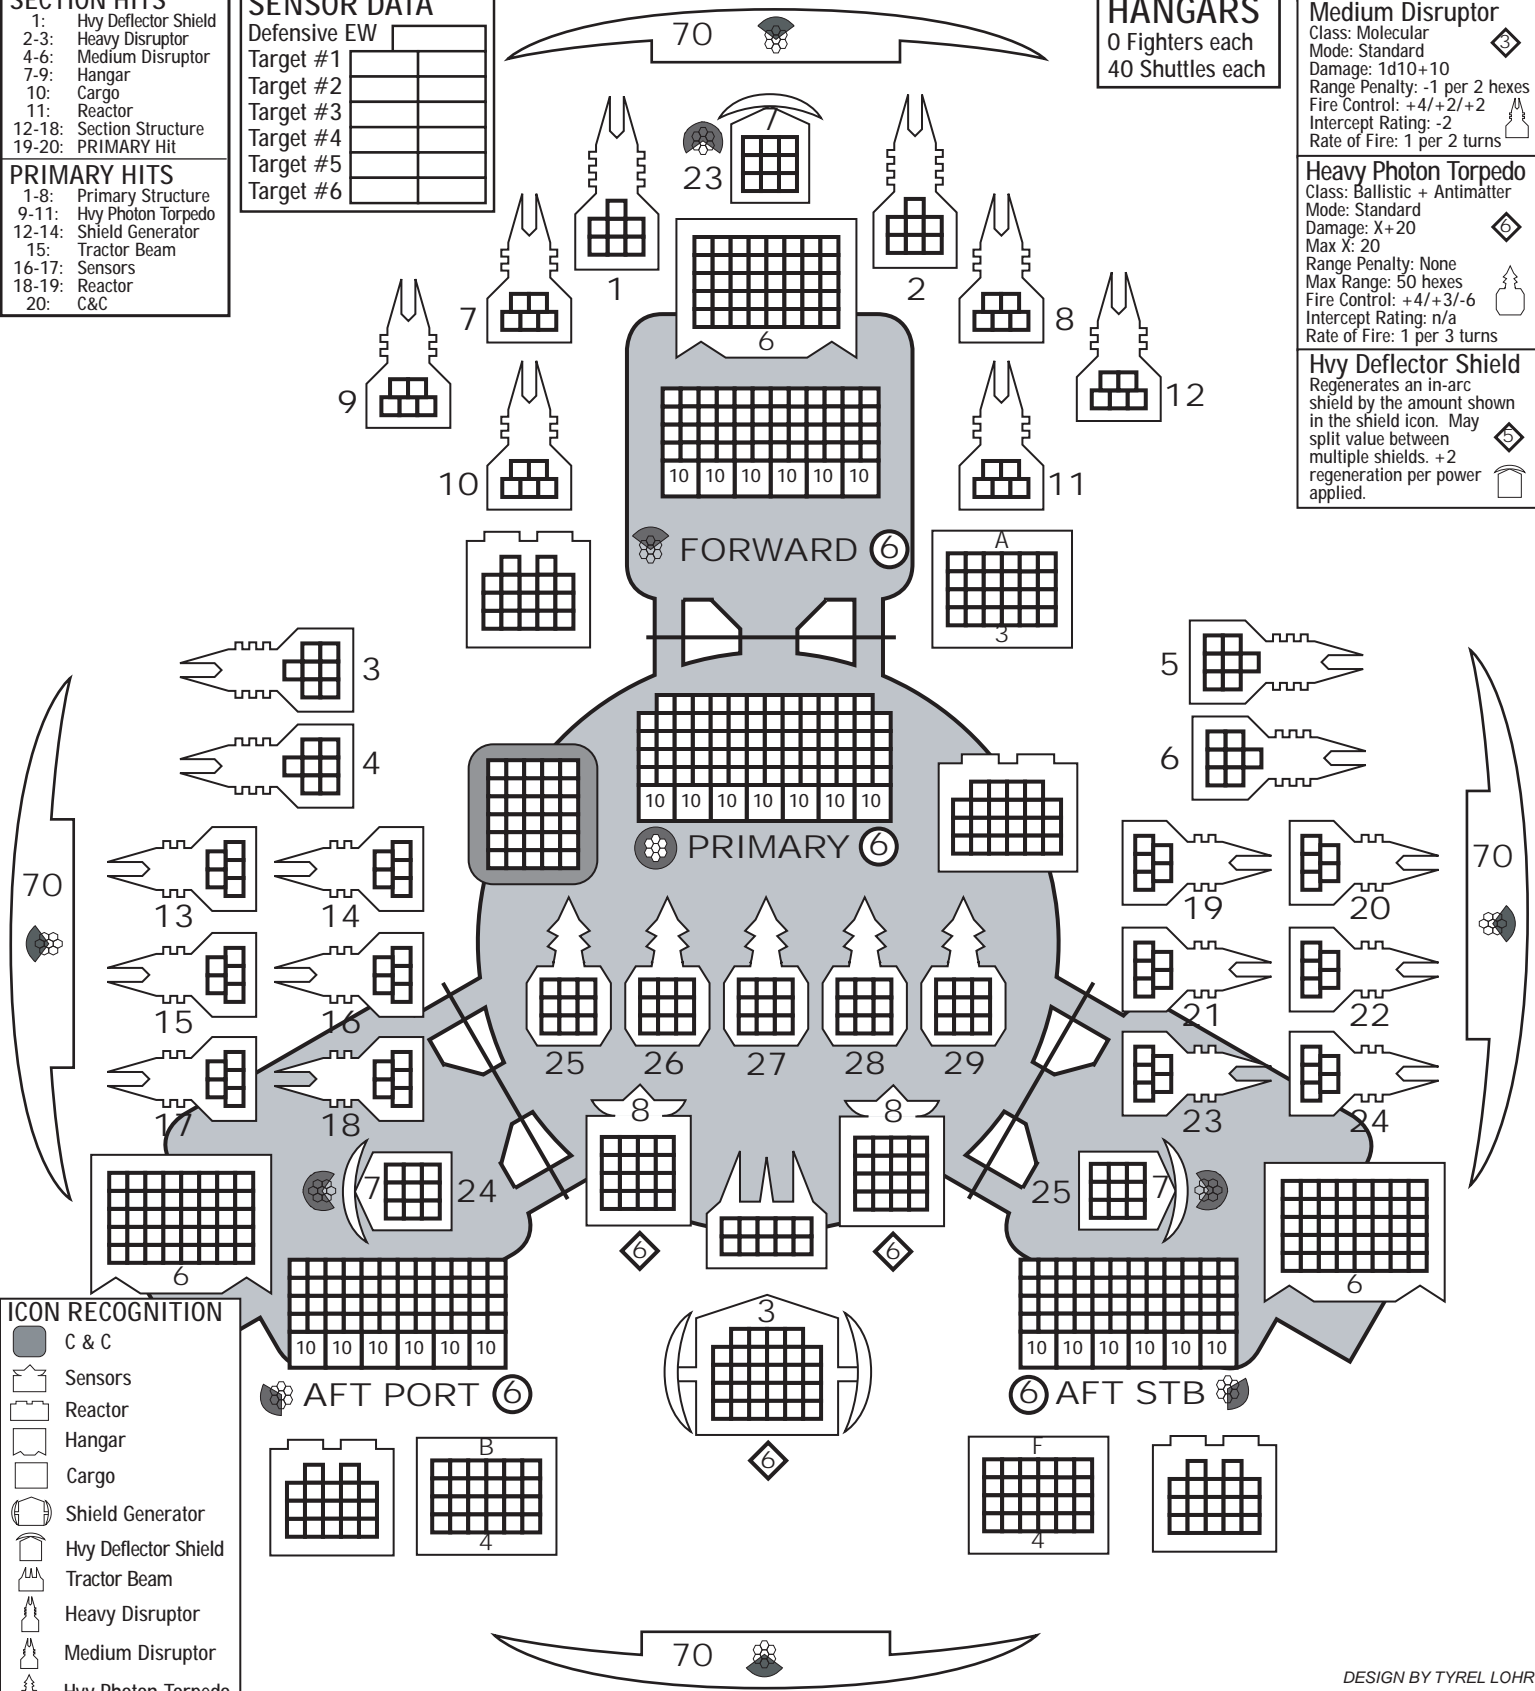 SECTION HITS
1: Hvy Deflector Shield
2-3: Heavy Disruptor
4-6: Medium Disruptor
7-9: Hangar
10: Cargo
11: Reactor
12-18: Section Structure
19-20: PRIMARY Hit
PRIMARY HITS
1-8: Primary Structure
9-11: Hvy Photon Torpedo
12-14: Shield Generator
15: Tractor Beam
16-17: Sensors
18-19: Reactor
20: C&C
SENSOR DATA
Defensive EW
Target #1
Target #2
Target #3
Target #4
Target #5
Target #6
70
HANGARS
0 Fighters each
40 Shuttles each
Medium Disruptor
Class: Molecular
Mode: Standard
3
Damage: 1d10+10
Range Penalty: -1 per 2 hexes
Fire Control: +4/+2/+2
Intercept Rating: -2
Rate of Fire: 1 per 2 turns
Heavy Photon Torpedo
Class: Ballistic + Antimatter
Mode: Standard
Damage: X+20
6
Max X: 20
Range Penalty: None
Max Range: 50 hexes
Fire Control: +4/+3/-6
Intercept Rating: n/a
Rate of Fire: 1 per 3 turns
Hvy Deflector Shield
Regenerates an in-arc
shield by the amount shown
in the shield icon. May
split value between
5
multiple shields. +2
regeneration per power
applied.
7
23
1
2
7
8
6
9
12
10
11
10 10 10 10 10 10
FORWARD 6
A
3
3
5
4
6
10 10 10 10 10 10 10
PRIMARY 6
70
70
13
14
19
20
15
16
21
22
17
18
23
24
25
26
27
28
29
8
8
7
24
25
7
6
6
6
6
10 10 10 10 10 10
10 10 10 10 10 10
3
AFT PORT 6
6 AFT STB
6
B
4
F
4
ICON RECOGNITION
C & C
Sensors
Reactor
Hangar
Cargo
Shield Generator
Hvy Deflector Shield
Tractor Beam
Heavy Disruptor
Medium Disruptor
Hvy Photon Torpedo
70
DESIGN BY TYREL LOHR